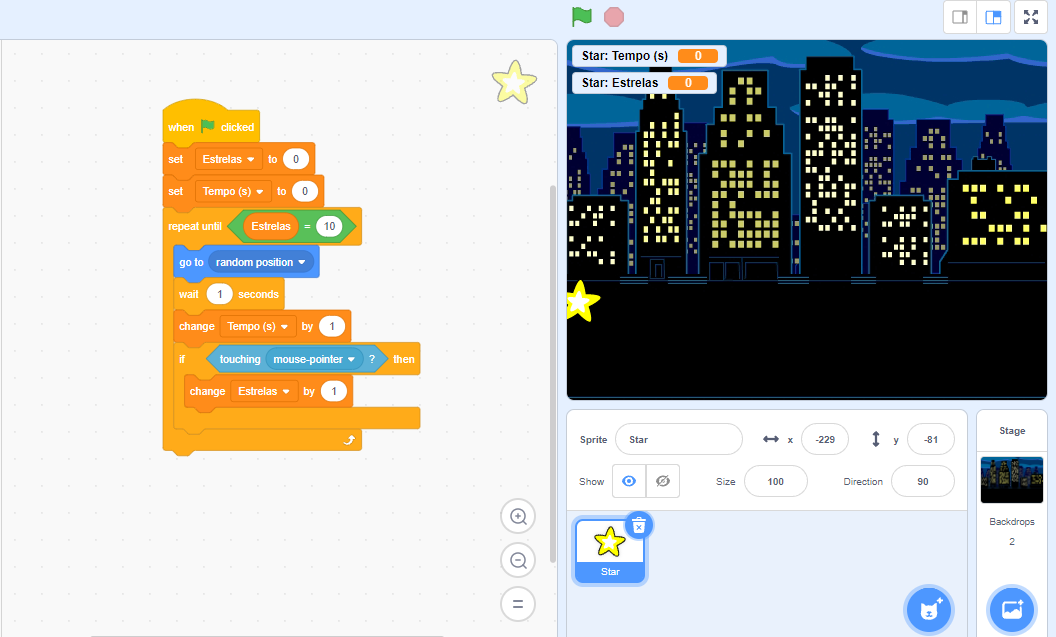 when clicked
set Estrelas to 0
set Tempo (s) to 0
repeat until Estrelas = 10
go to random position
wait 1 seconds
change Tempo (s) by 1
if touching mouse-pointer ? then
change Estrelas by 1
Star: Tempo (s) 0
Star: Estrelas 0
Sprite Star x -229 y -81
Show Size 100 Direction 90
Star
Stage
Backdrops
2